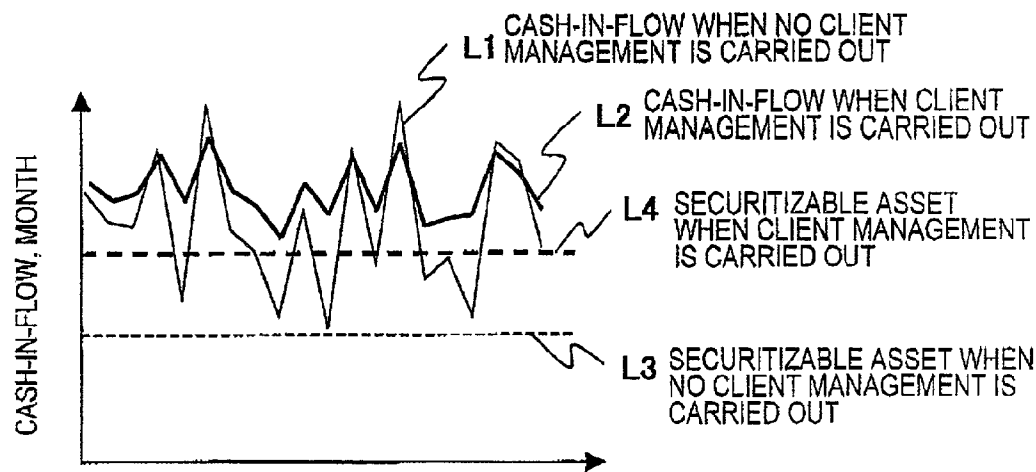 L1 CASH-IN-FLOW WHEN NO CLIENT
MANAGEMENT IS CARRIED OUT
L2 CASH-IN-FLOW WHEN CLIENT
MANAGEMENT IS CARRIED OUT
L4 SECURITIZABLE ASSET
WHEN CLIENT MANAGEMENT
IS CARRIED OUT
L3 SECURITIZABLE ASSET WHEN
NO CLIENT MANAGEMENT IS
CARRIED OUT
CASH-IN-FLOW, MONTH